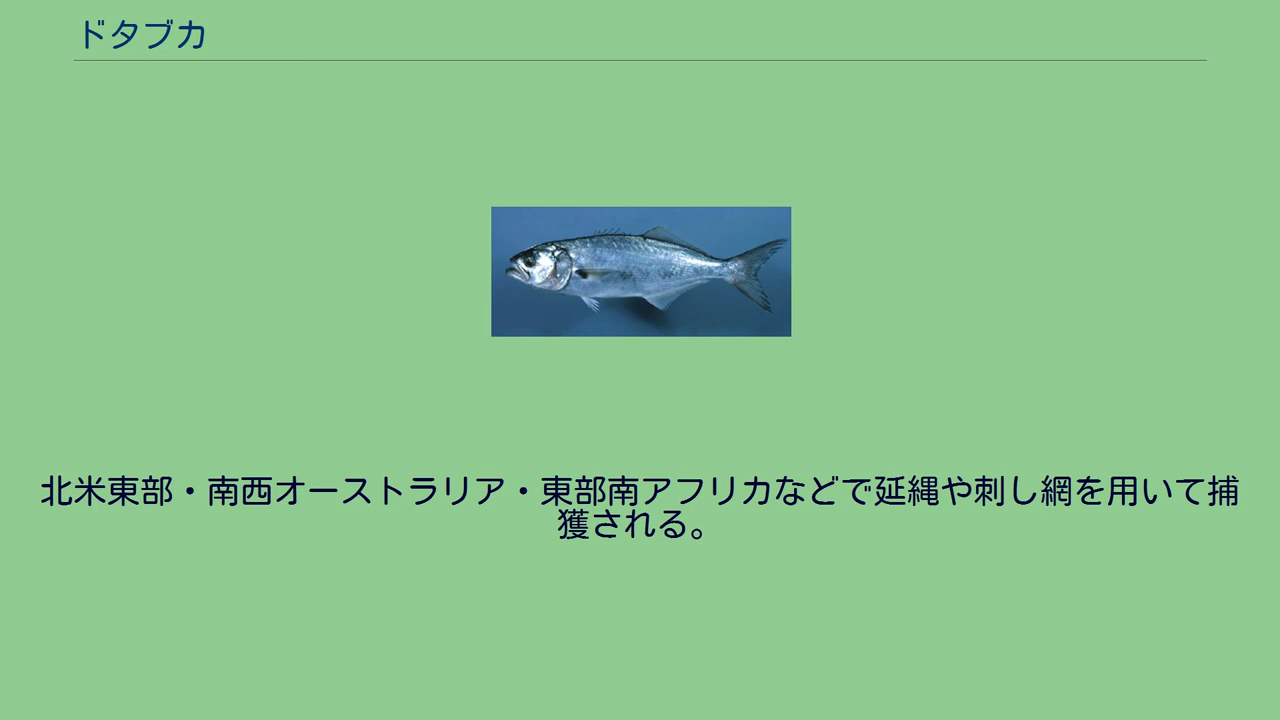 ドタブカ
北米東部・南西オーストラリア・東部南アフリカなどで延縄や刺し網を用いて捕
獲される。